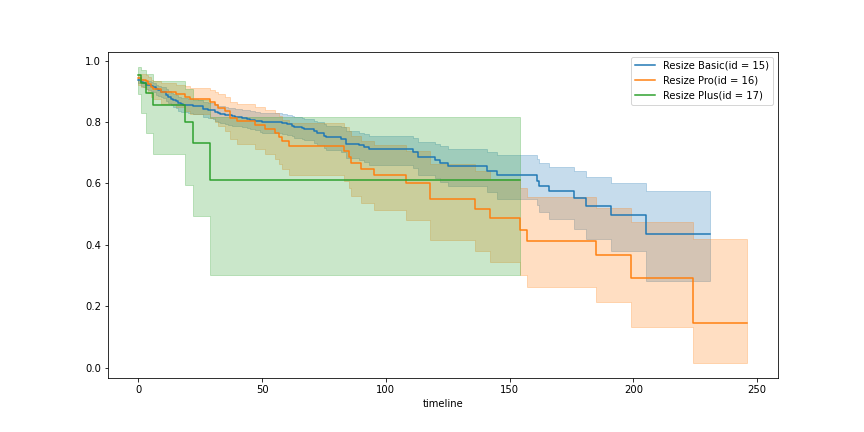 Resize Basic(id = 15)
Resize Pro(id = 16)
Resize Plus(id = 17)
1.0
0.8
0.6
0.4
0.2
0.0
0 50 100 150 200 250
timeline